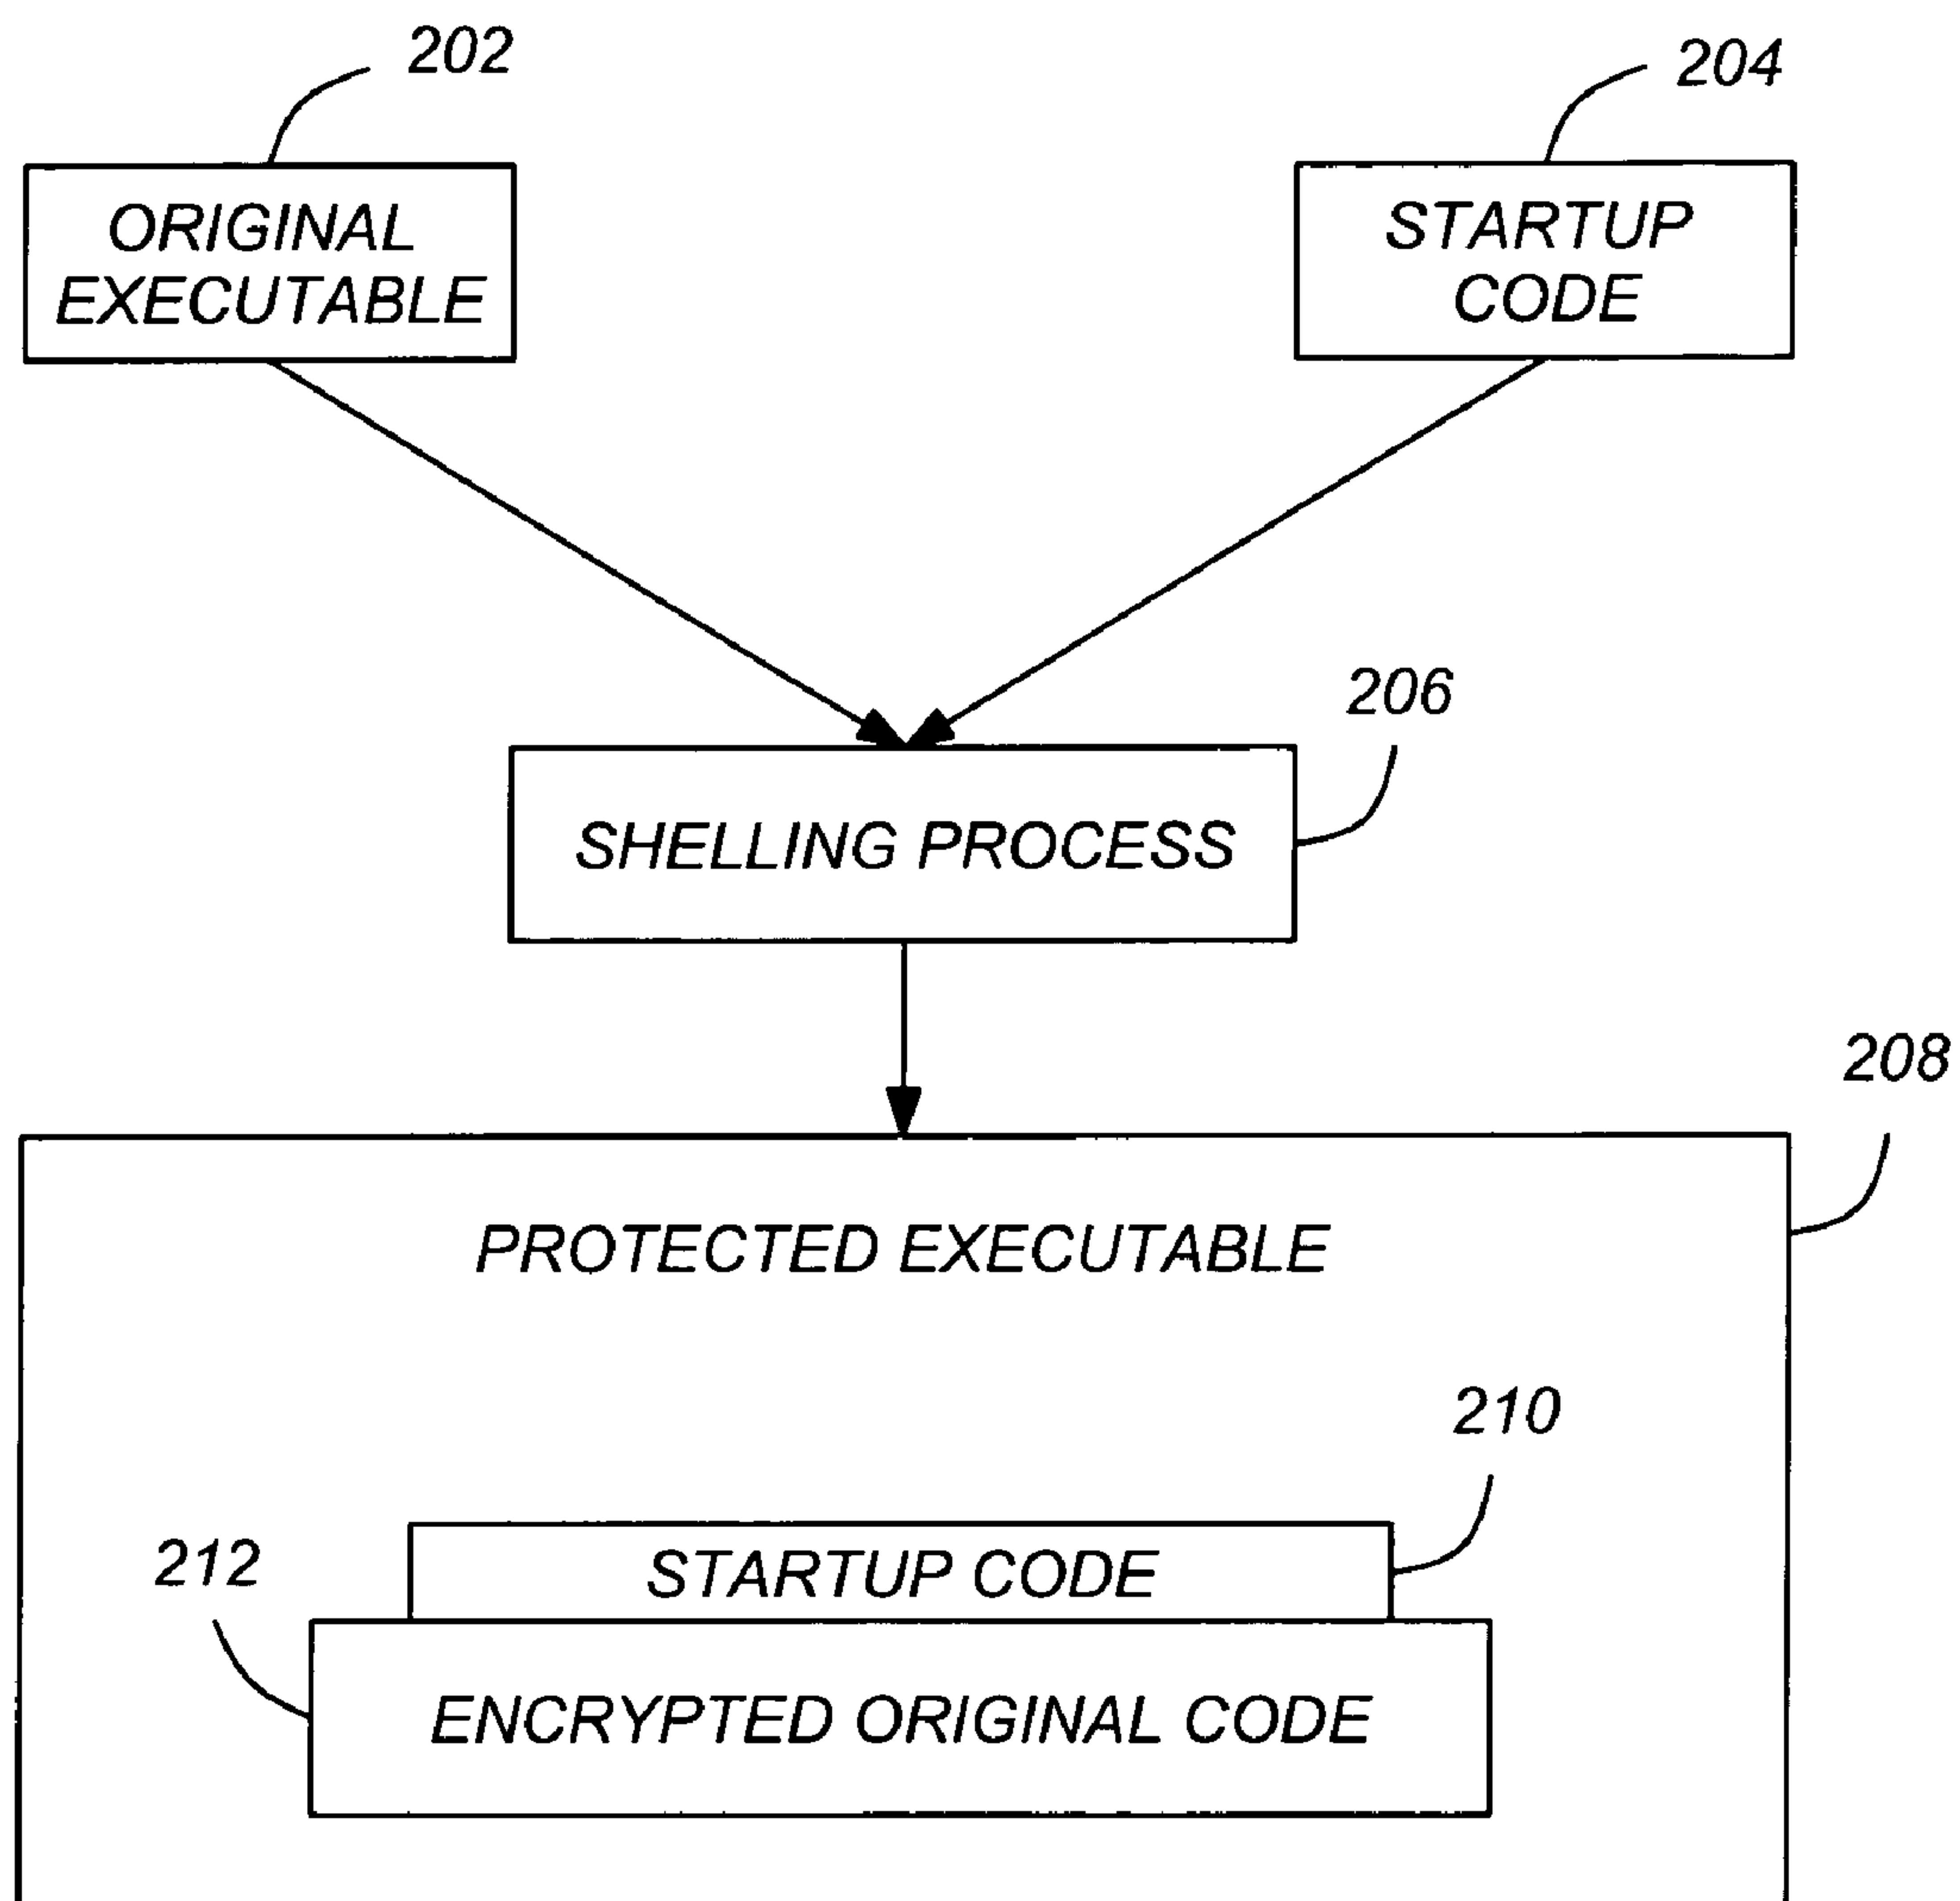 202
204
ORIGINAL
EXECUTABLE
STARTUP
CODE
206
SHELLING PROCESS
208
PROTECTED EXECUTABLE
210
212
STARTUP CODE
ENCRYPTED ORIGINAL CODE